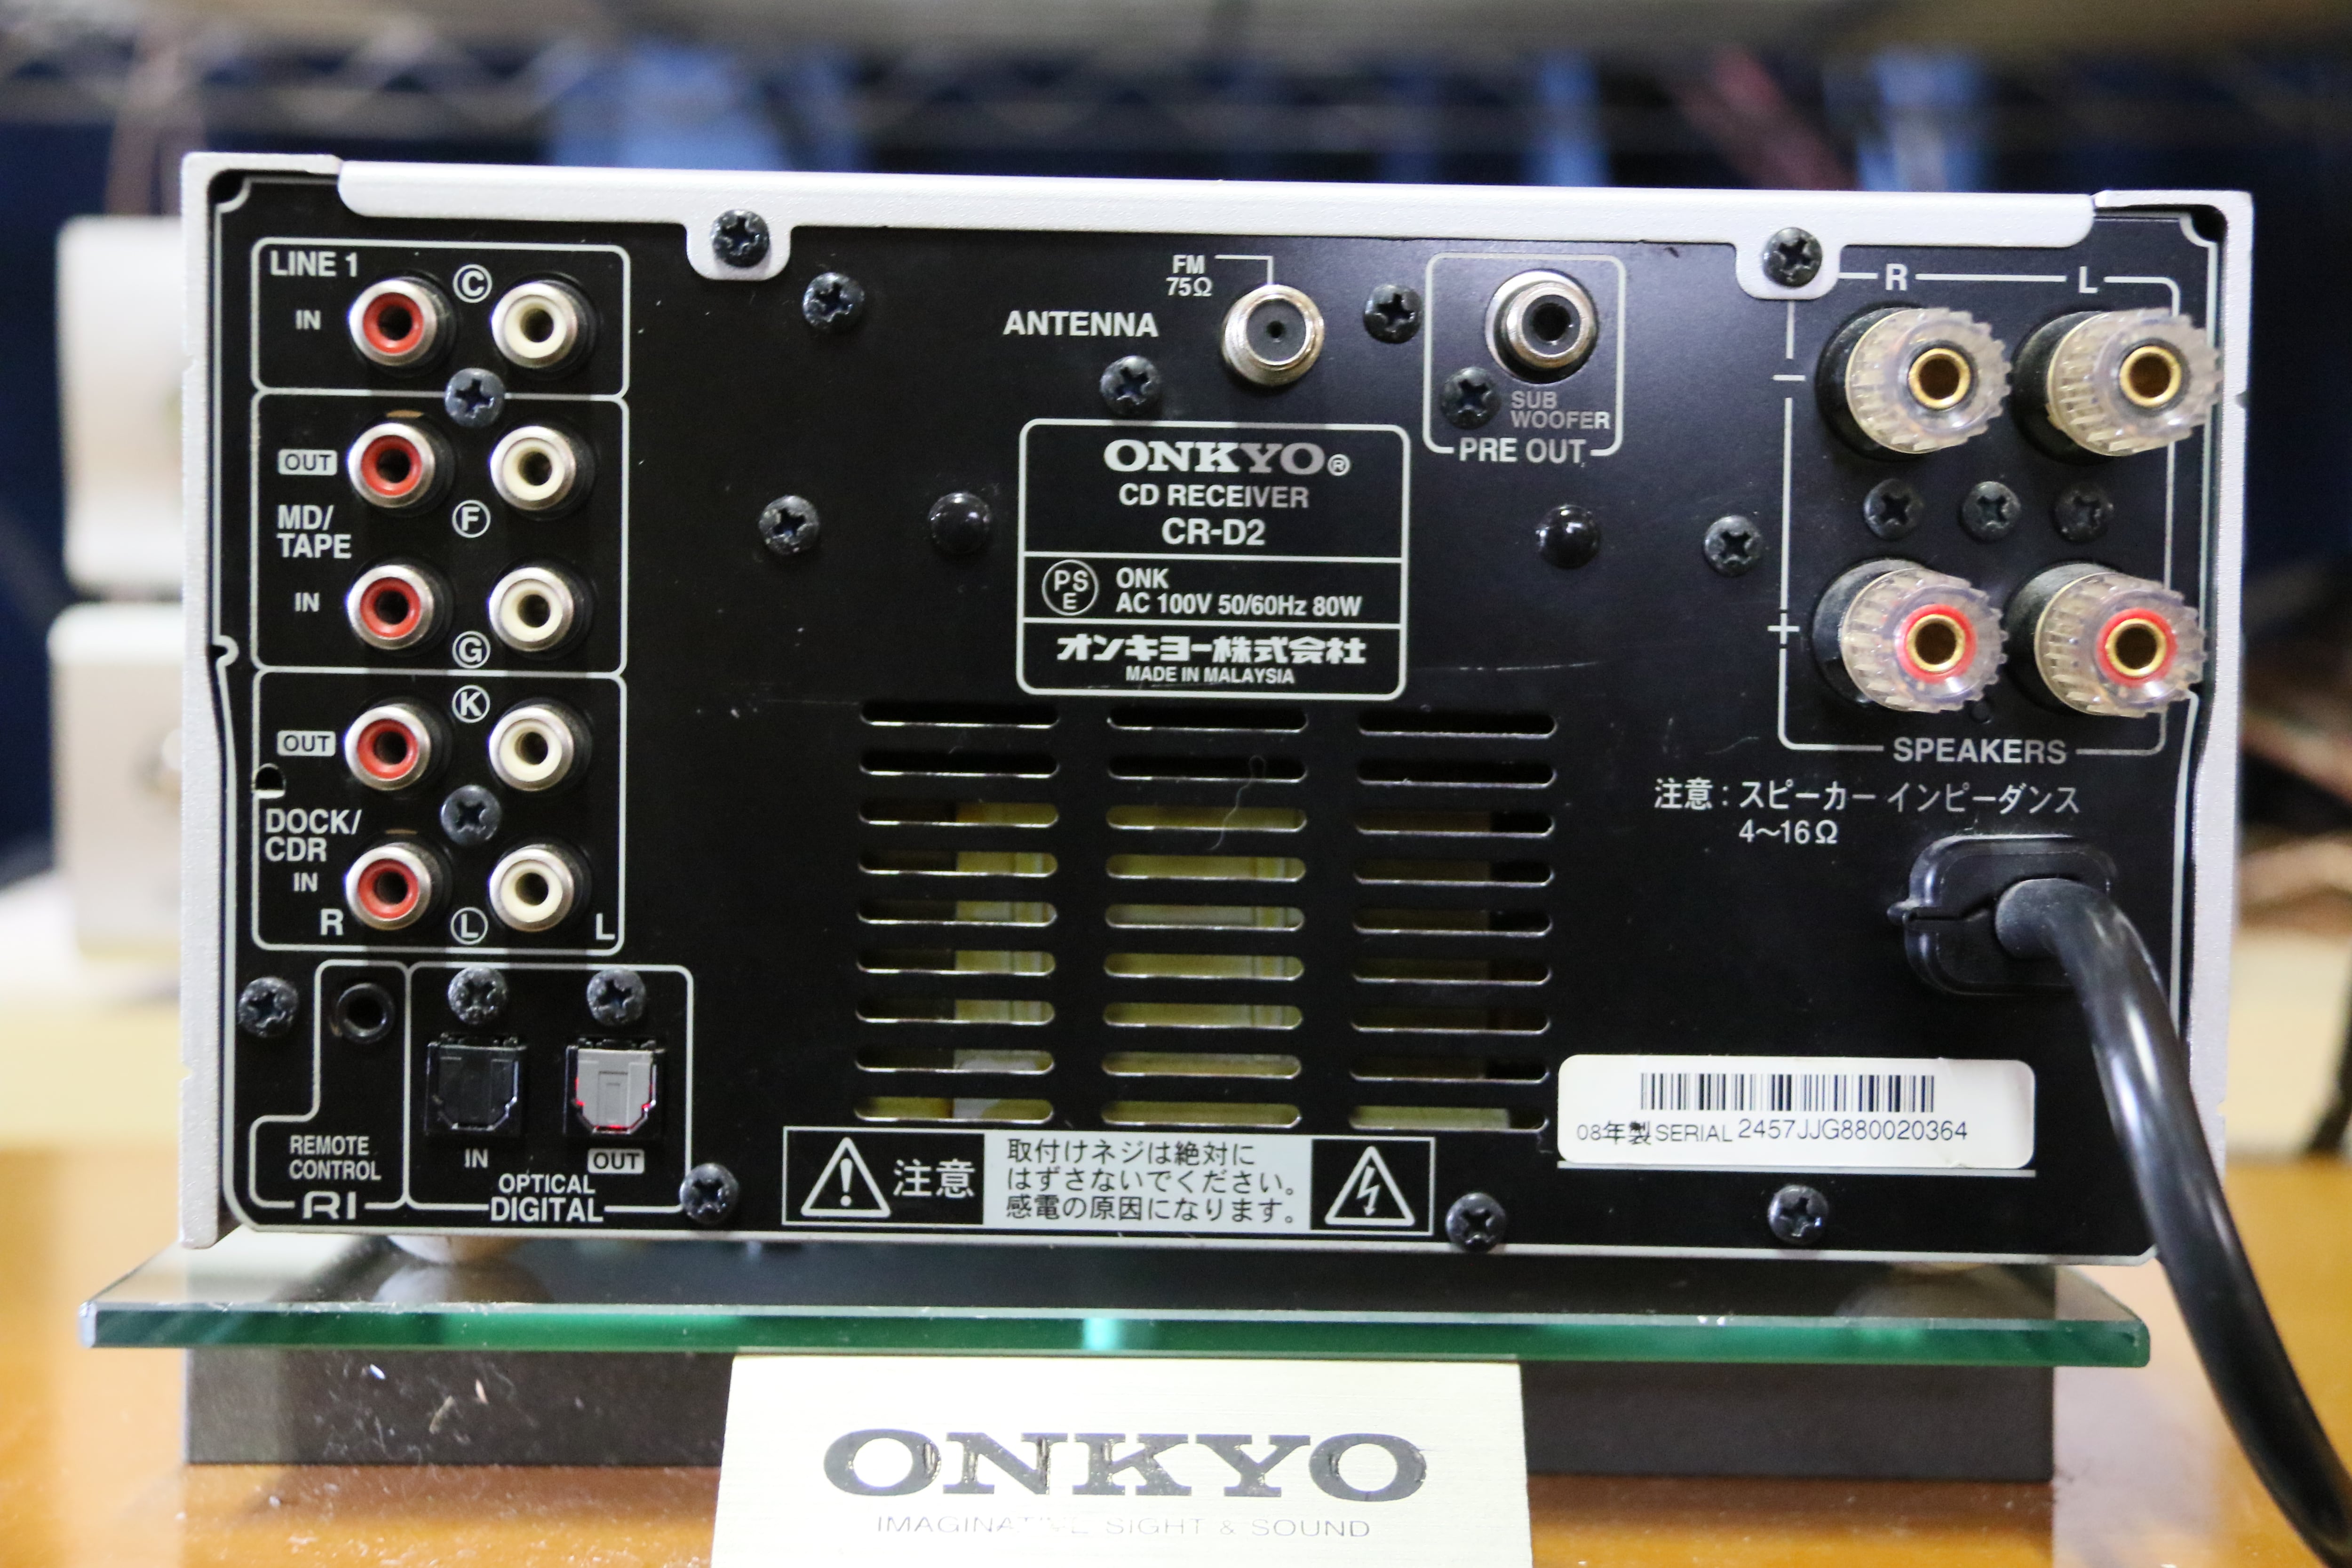 LINE 1
C
IN
OUT
MD/
TAPE
F
IN
G
K
OUT
DOCK/
CDR
IN
R
L
L
REMOTE
CONTROL
RI
IN
OUT
OPTICAL
DIGITAL
FM
75Ω
ANTENNA
SUB
WOOFER
PRE OUT
ONKYO®
CD RECEIVER
CR-D2
PS
E
ONK
AC 100V 50/60Hz 80W
オンキヨー株式会社
MADE IN MALAYSIA
R
L
−
+
SPEAKERS
注意：スピーカー インピーダンス
4〜16Ω
08年製 SERIAL 2457JJG880020364
注意
取付けネジは絶対に
はずさないでください。
感電の原因になります。
ONKYO
IMAGINATIVE SIGHT & SOUND